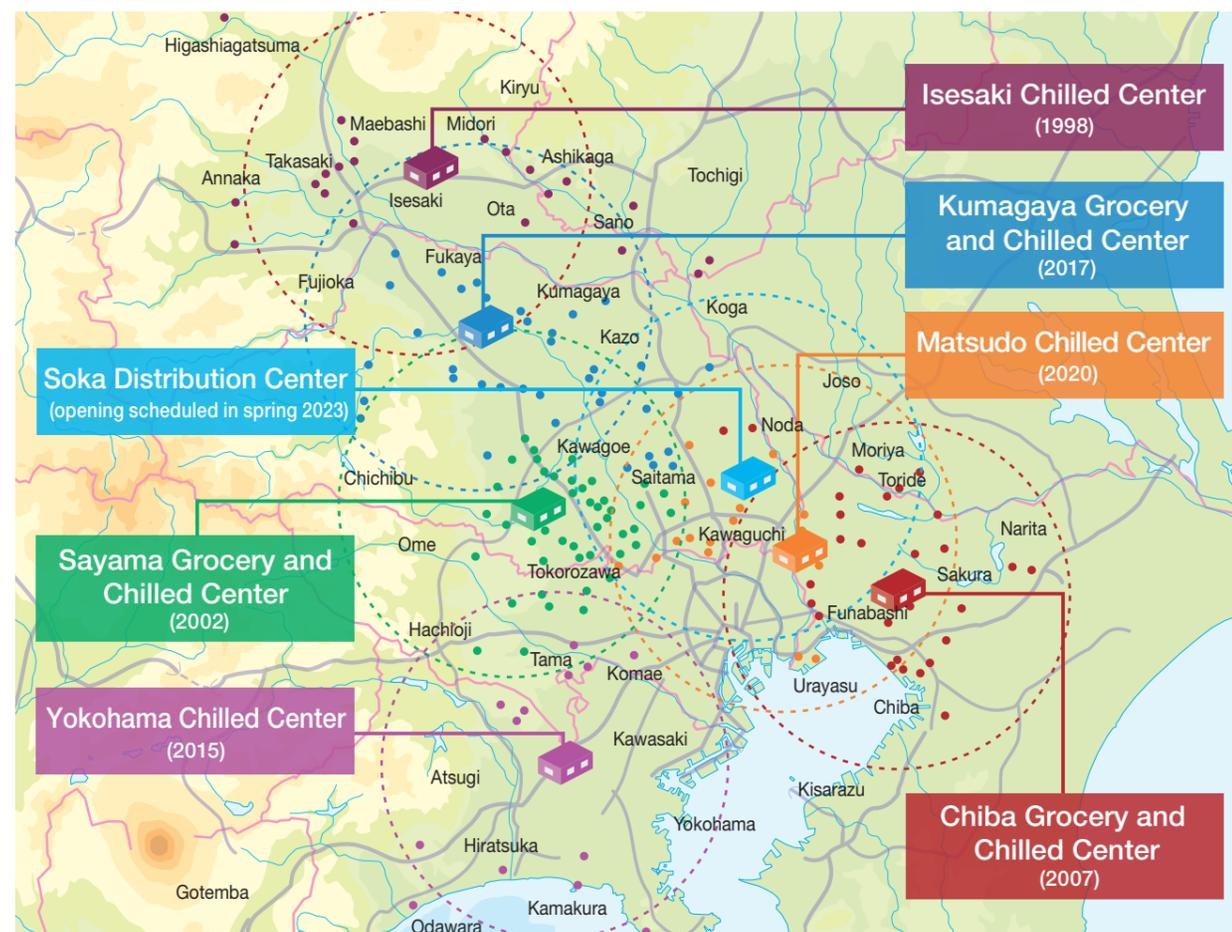 Higashiagatsuma
Kiryu
Isesaki Chilled Center
(1998)
Maebashi
Midori
Takasaki
Ashikaga
Annaka
Tochigi
Isesaki
Ota
Sano
Kumagaya Grocery
and Chilled Center
(2017)
Fukaya
Fujioka
Kumagaya
Koga
Kazo
Matsudo Chilled Center
(2020)
Soka Distribution Center
(opening scheduled in spring 2023)
Joso
Noda
Kawagoe
Moriya
Chichibu
Saitama
Toride
Kawaguchi
Narita
Ome
Sayama Grocery and
Chilled Center
(2002)
Tokorozawa
Sakura
Funabashi
Hachioji
Tama
Komae
Urayasu
Chiba
Yokohama Chilled Center
(2015)
Kawasaki
Atsugi
Kisarazu
Chiba Grocery and
Chilled Center
(2007)
Yokohama
Hiratsuka
Gotemba
Kamakura
Odawara